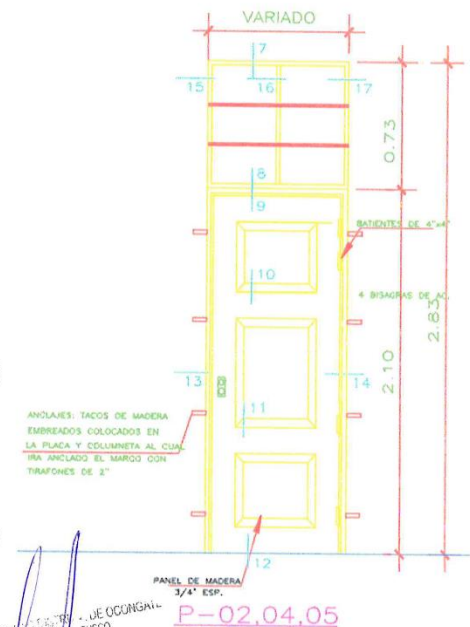 VARIADO
7
15
16
17
0.73
8
9
BATIENTES DE 4"x4"
10
4 BISAGRAS DE AC.
2.83
2.10
13
14
11
ANCLAJES: TACOS DE MADERA
EMBREADOS COLOCADOS EN
LA PLACA Y COLUMNETA AL CUAL
IRA ANCLADO EL MARCO CON
TIRAFONES DE 2"
12
PANEL DE MADERA
3/4" ESP.
DE OCONGATE
P-02,04,05